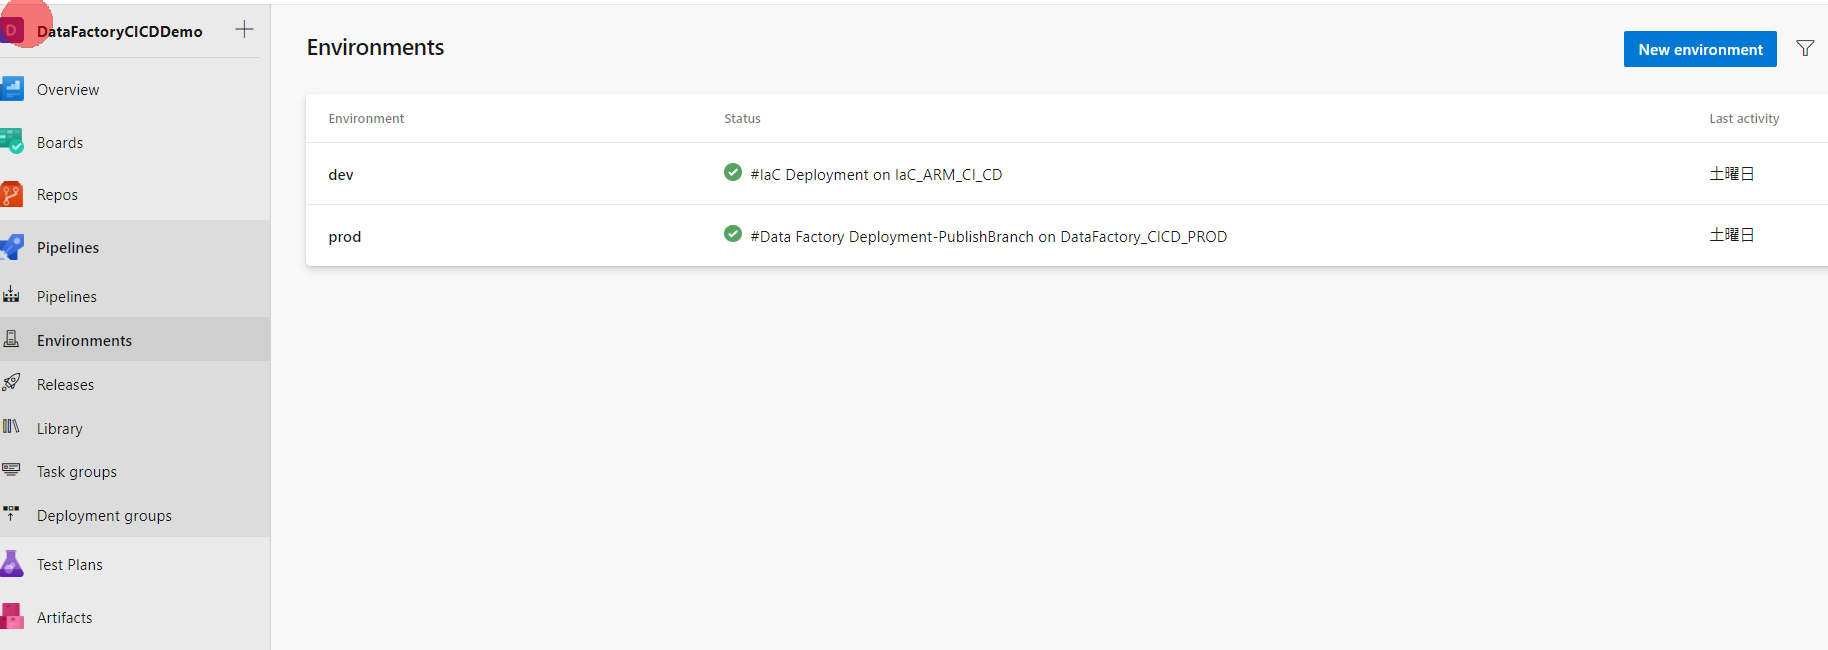 D DataFactoryCICDDemo
Overview
Boards
Repos
Pipelines
Pipelines
Environments
Releases
Library
Task groups
Deployment groups
Test Plans
Artifacts
Environments
New environment
Environment Status Last activity
dev #IaC Deployment on IaC_ARM_CI_CD 土曜日
prod #Data Factory Deployment-PublishBranch on DataFactory_CICD_PROD 土曜日